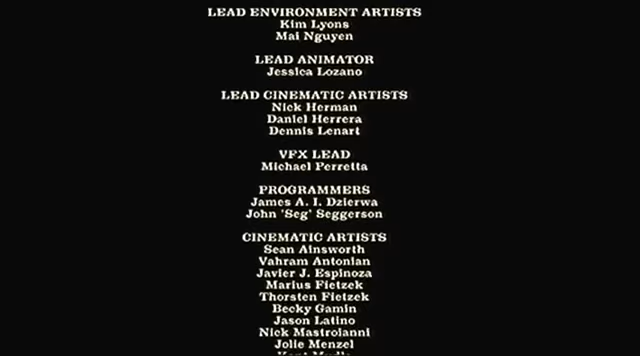 LEAD ENVIRONMENT ARTISTS
Kim Lyons
Mai Nguyen
LEAD ANIMATOR
Jessica Lozano
LEAD CINEMATIC ARTISTS
Nick Herman
Daniel Herrera
Dennis Lenart
VFX LEAD
Michael Perretta
PROGRAMMERS
James A. I. Dzierwa
John 'Seg' Seggerson
CINEMATIC ARTISTS
Sean Ainsworth
Vahram Antonian
Javier J. Espinoza
Marius Fietzek
Thorsten Fietzek
Becky Gamin
Jason Latino
Nick Mastroianni
Jolie Menzel